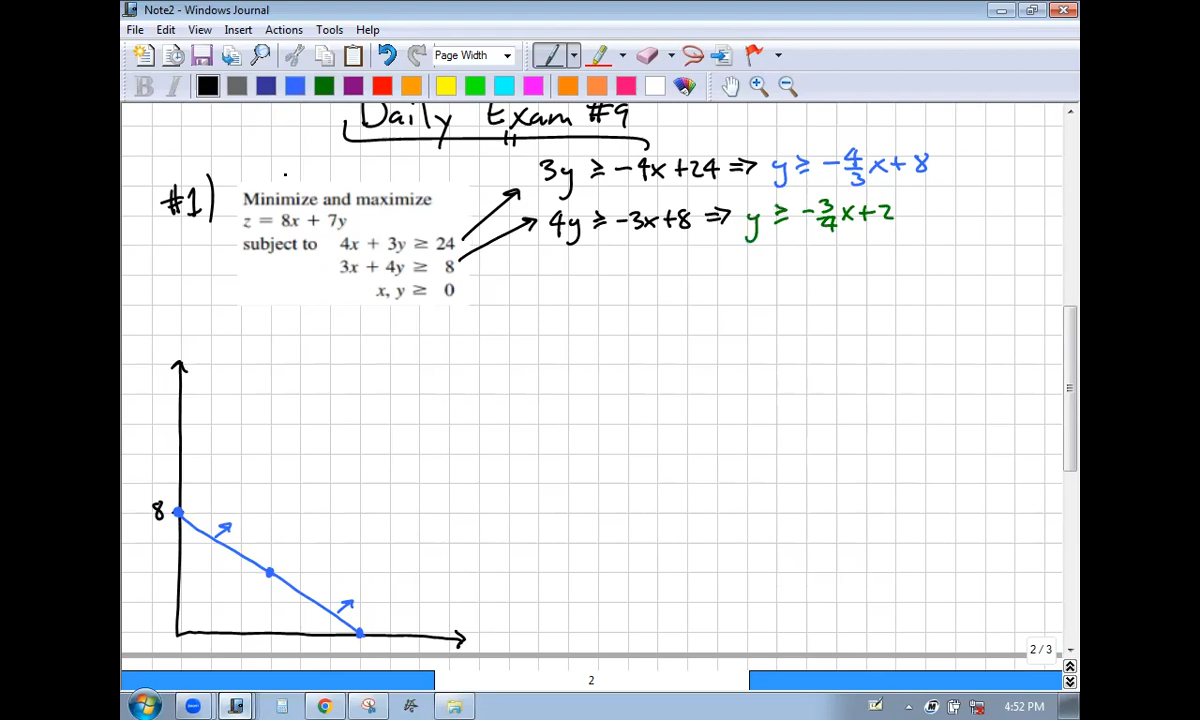 Note2 - Windows Journal
File Edit View Insert Actions Tools Help
Page Width
B I
Daily Exam #9
3y ≥ -4x +24 => y ≥ -4/3x + 8
#1)
Minimize and maximize
z = 8x + 7y
4y ≥ -3x+8 => y ≥ -3/4x+2
subject to 4x + 3y ≥ 24
3x + 4y ≥ 8
x, y ≥ 0
8
2 / 3
2
4:52 PM